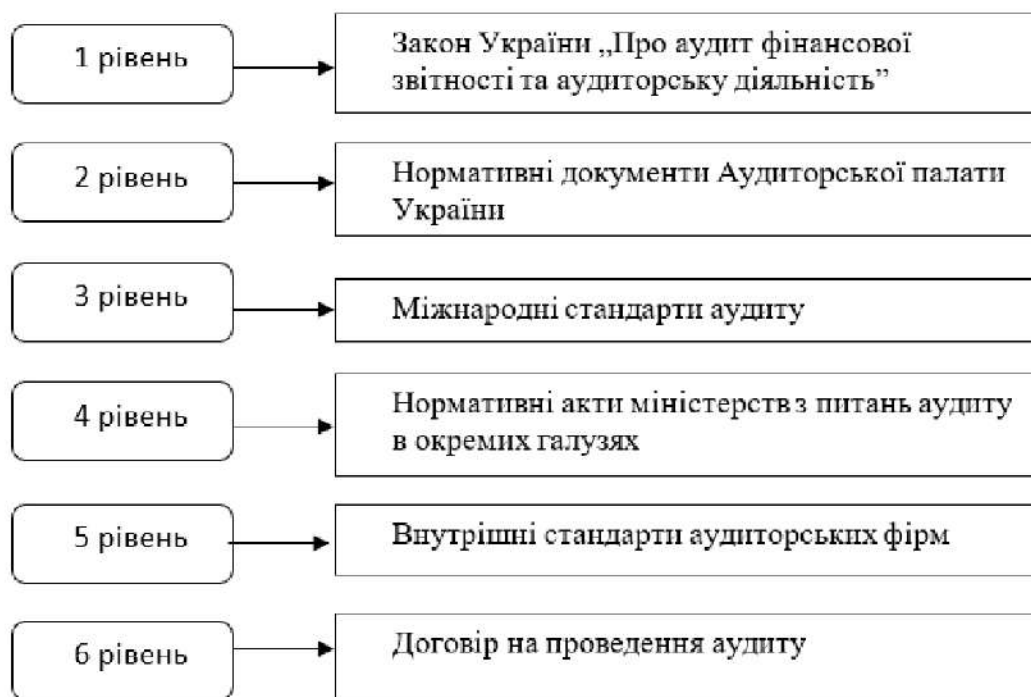 1 рівень
Закон України „Про аудит фінансової
звітності та аудиторську діяльність”
2 рівень
Нормативні документи Аудиторської палати
України
3 рівень
Міжнародні стандарти аудиту
4 рівень
Нормативні акти міністерств з питань аудиту
в окремих галузях
5 рівень
Внутрішні стандарти аудиторських фірм
6 рівень
Договір на проведення аудиту